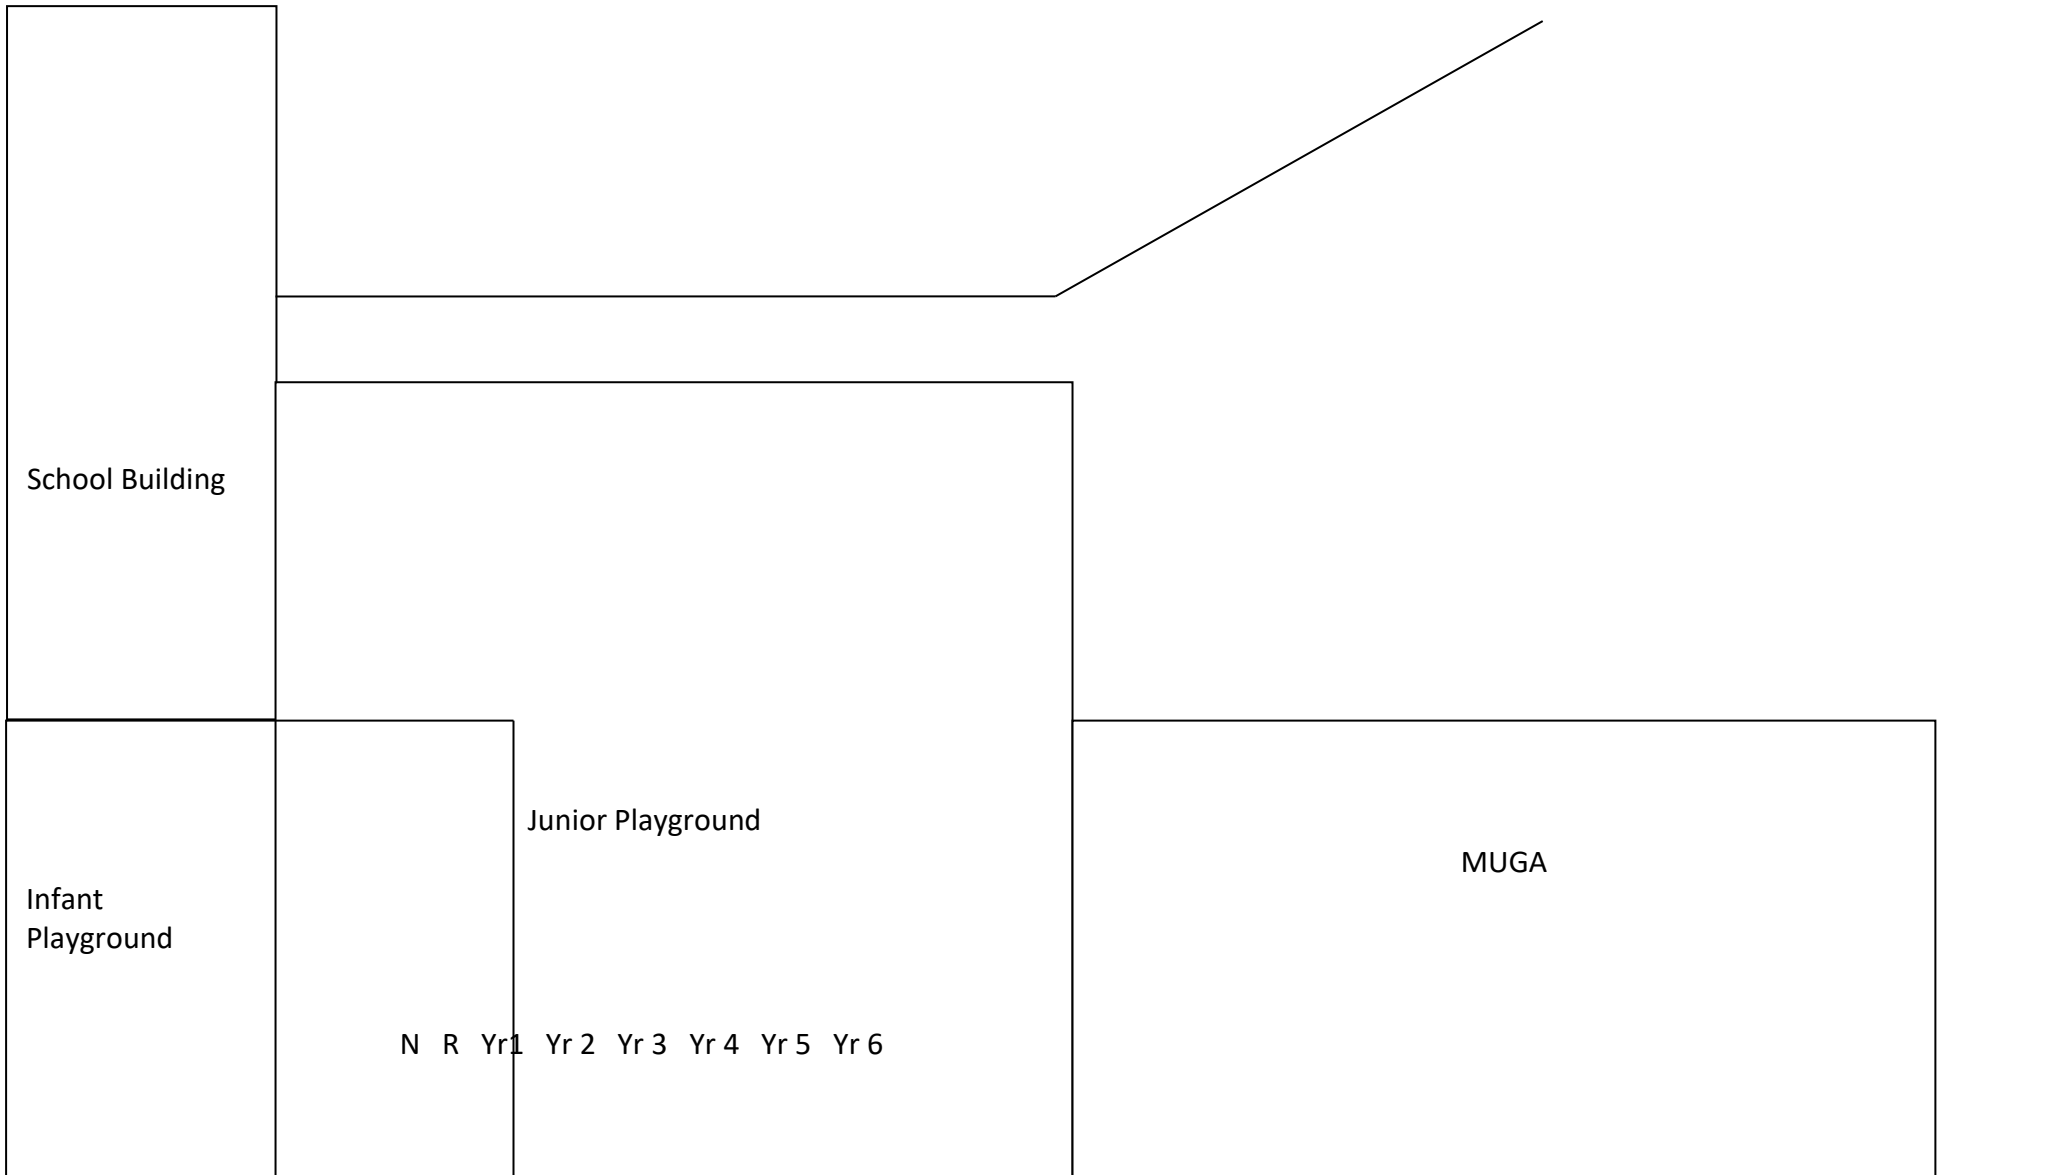 School Building
Junior Playground
MUGA
Infant
Playground
N R Yr1 Yr 2 Yr 3 Yr 4 Yr 5 Yr 6